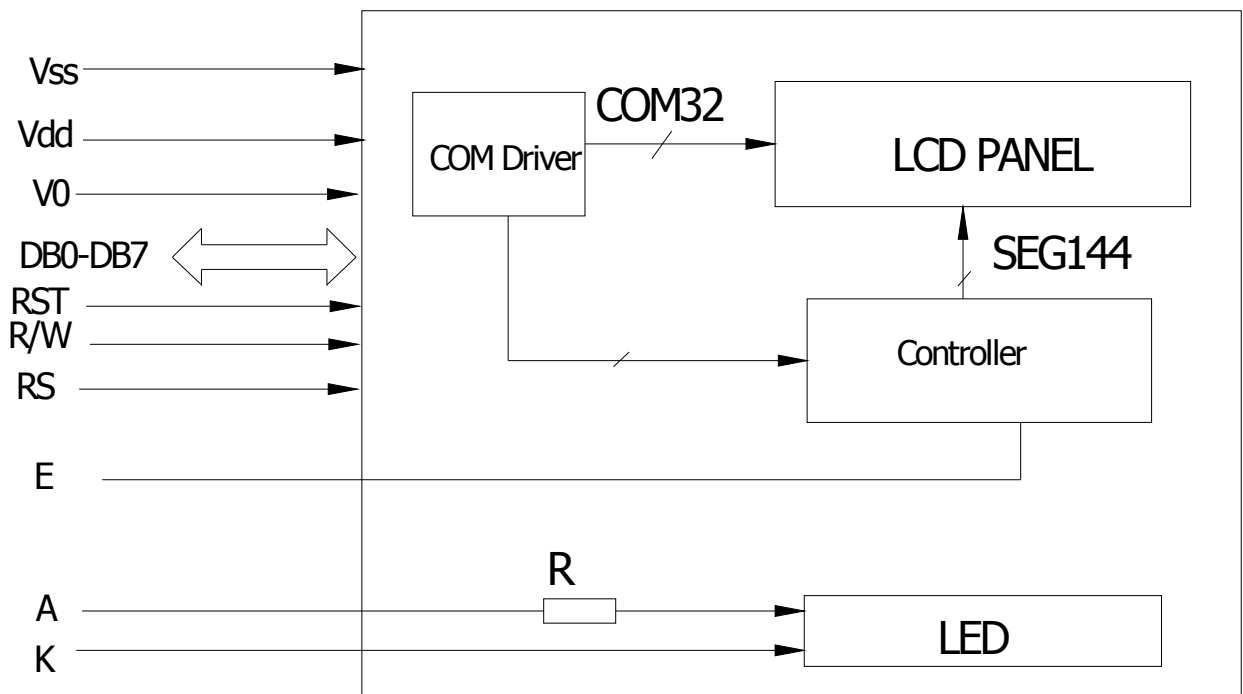 Vss
Vdd
V0
DB0-DB7
RST
R/W
RS
E
A
K
COM Driver
COM32
LCD PANEL
SEG144
Controller
R
LED